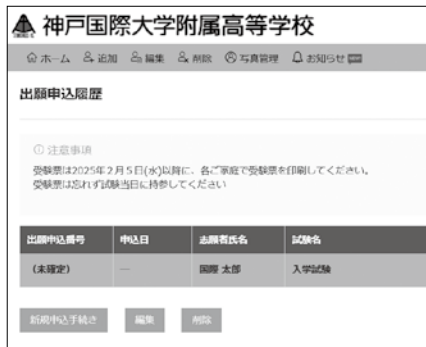 神戸国際大学附属高等学校
ホーム 追加 編集 削除 写真管理 お知らせ
出願申込履歴
注意事項
受験票は2025年2月5日(水)以降に、各ご家庭で受験票を印刷してください。
受験票は忘れず試験当日に持参してください
出願申込番号 申込日 志願者氏名 試験名
(未確定) — 国際 太郎 入学試験
新規申込手続き 編集 削除